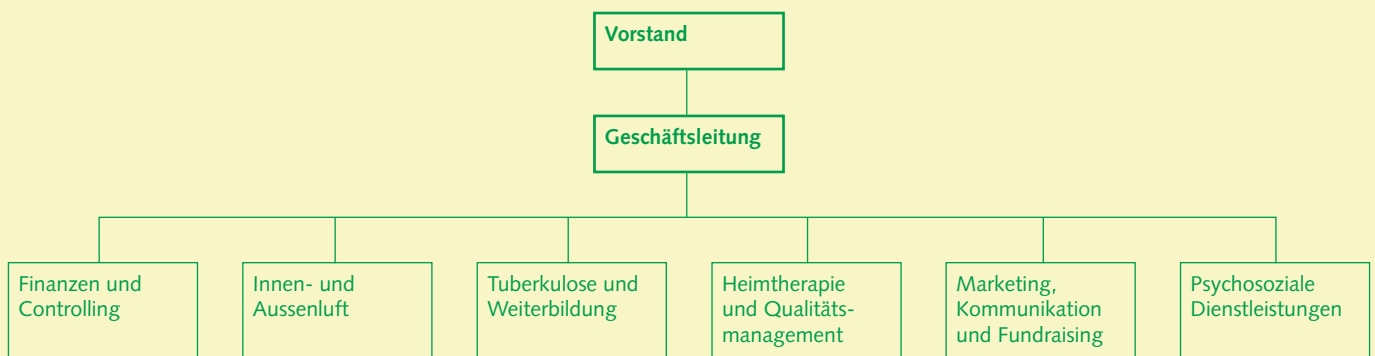 Vorstand
Geschäftsleitung
Finanzen und
Controlling
Innen- und
Aussenluft
Tuberkulose und
Weiterbildung
Heimtherapie
und Qualitäts-
management
Marketing,
Kommunikation
und Fundraising
Psychosoziale
Dienstleistungen